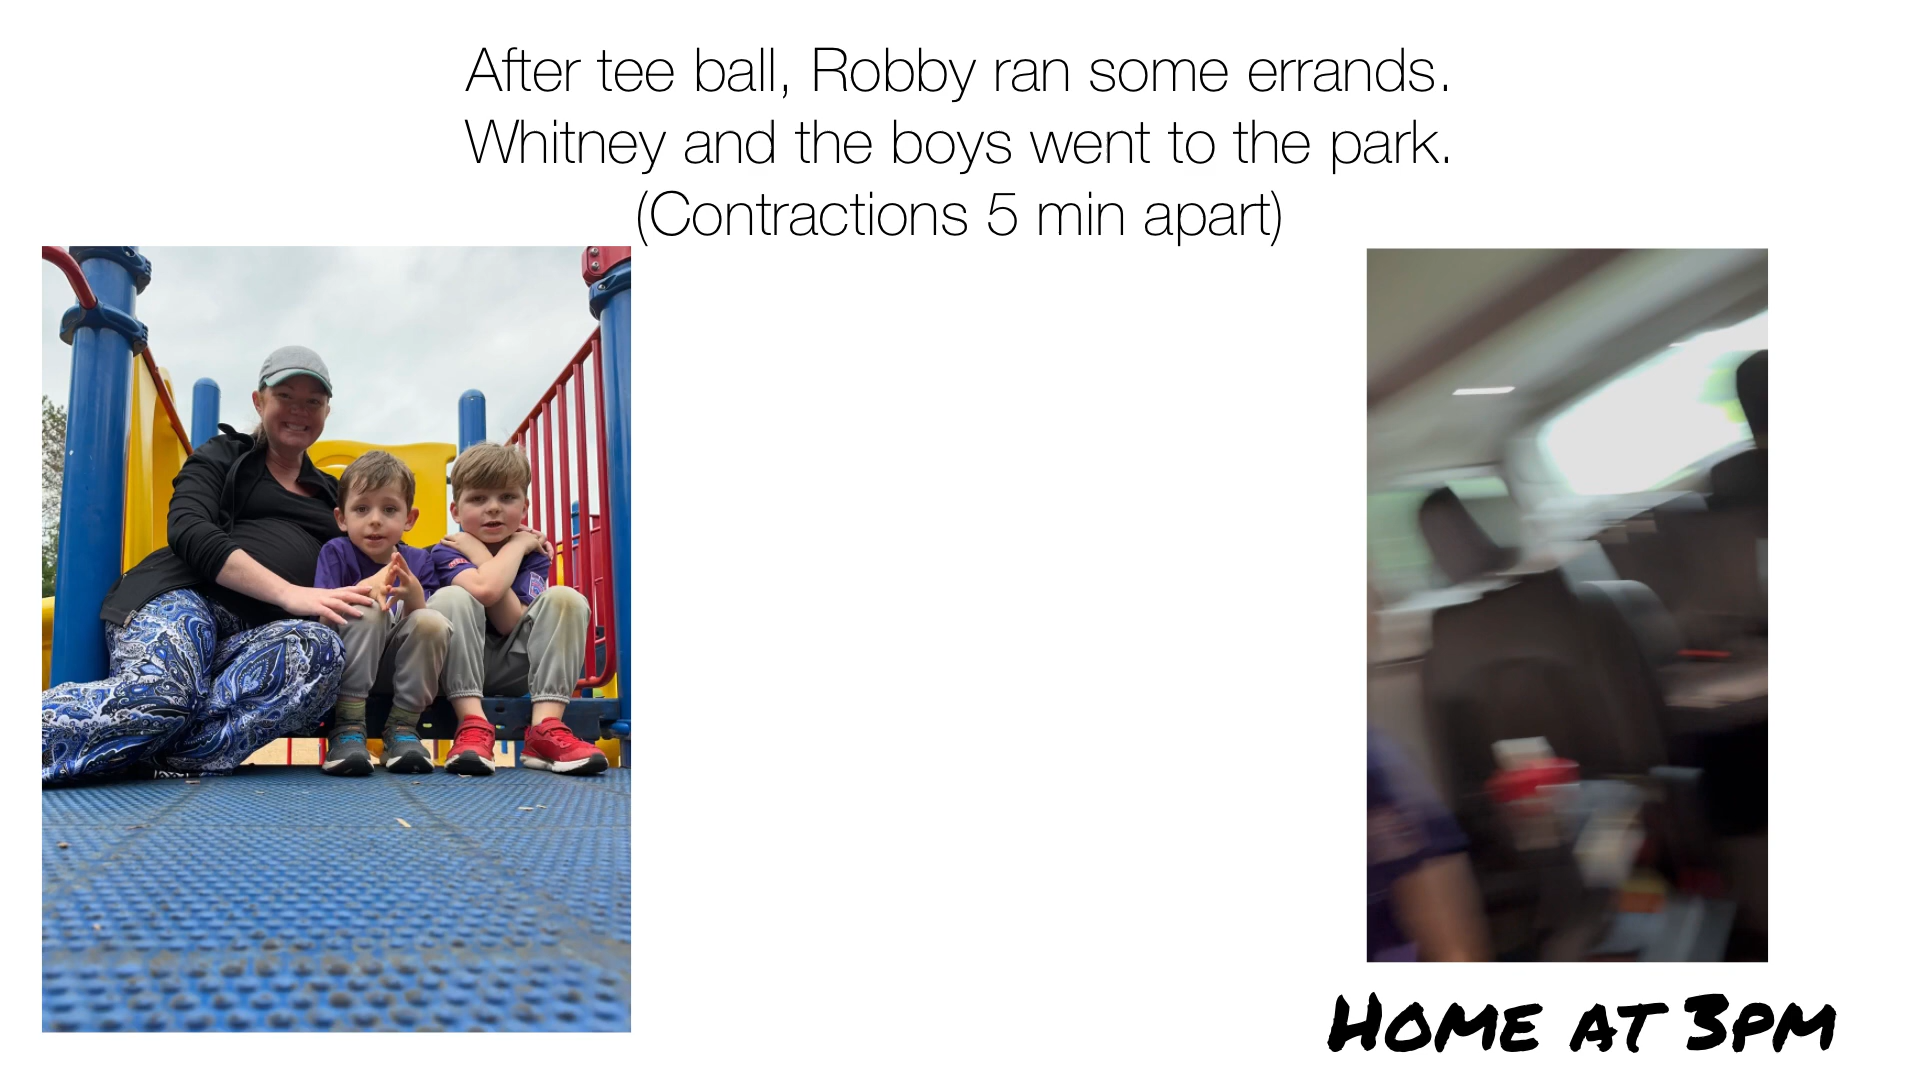 After tee ball, Robby ran some errands.
Whitney and the boys went to the park.
(Contractions 5 min apart)
Home at 3pm